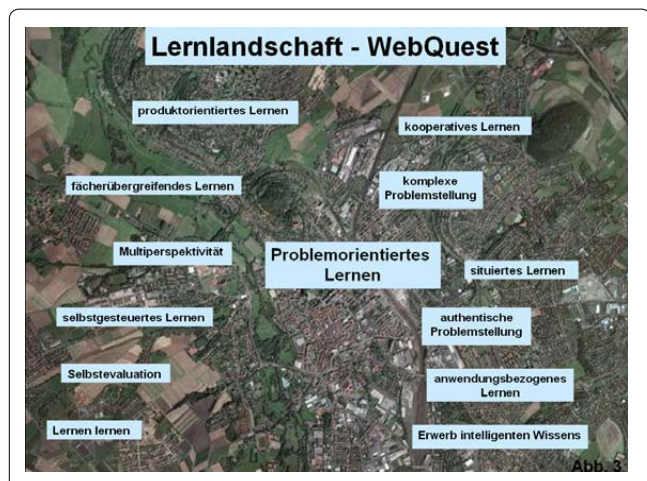 Lernlandschaft - WebQuest
produktorientiertes Lernen
kooperatives Lernen
fächerübergreifendes Lernen
komplexe
Problemstellung
Multiperspektivität
Problemorientiertes
Lernen
situiertes Lernen
selbstgesteuertes Lernen
authentische
Problemstellung
Selbstevaluation
anwendungsbezogenes
Lernen
Lernen lernen
Erwerb intelligenten Wissens
Abb. 3